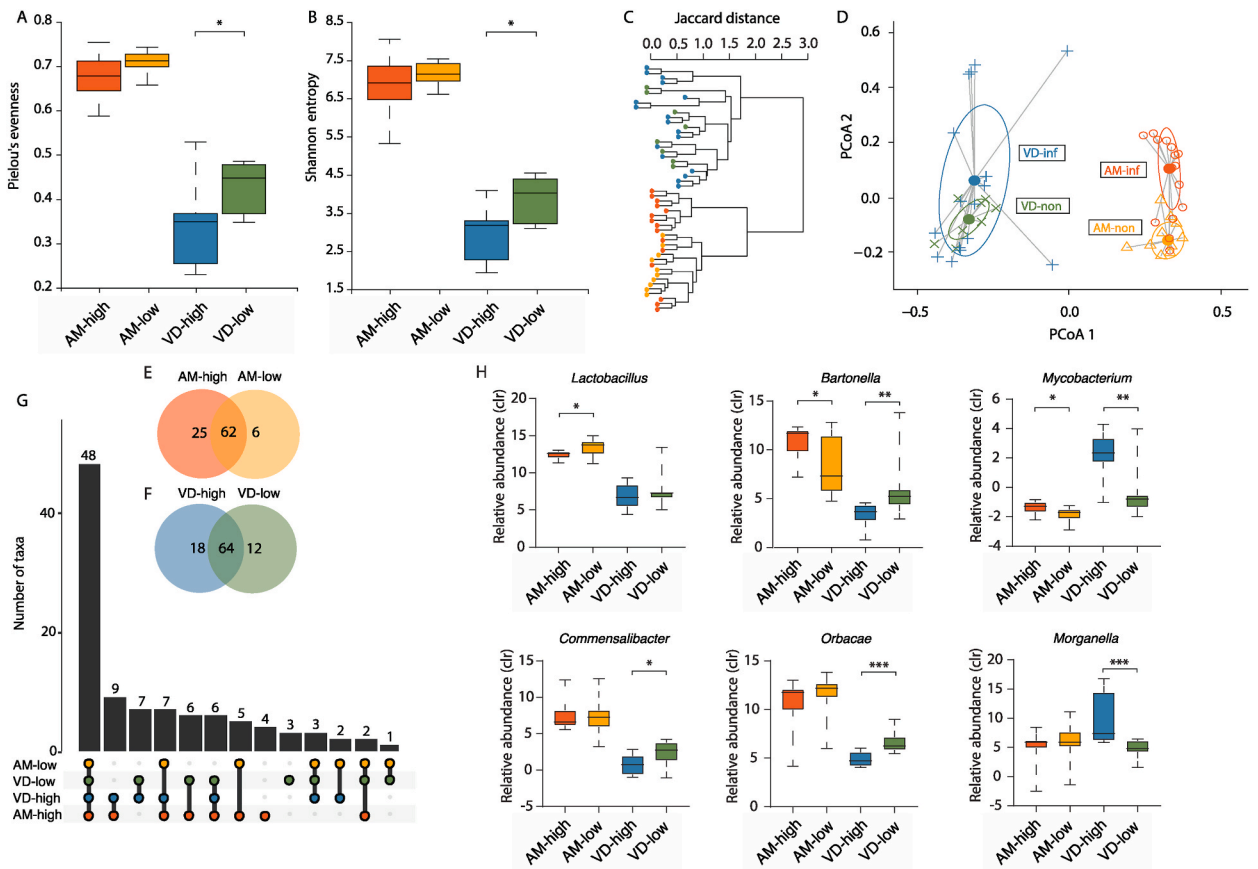 A
Pielou's evenness
0.8
0.7
0.6
0.5
0.4
0.3
0.2
*
AM-high
AM-low
VD-high
VD-low
B
Shannon entropy
8.5
7.5
6.5
5.5
4.5
3.5
2.5
1.5
*
AM-high
AM-low
VD-high
VD-low
C
Jaccard distance
0.0 0.5 1.0 1.5 2.0 2.5 3.0
D
PCoA 2
0.6
0.4
0.2
0.0
−0.2
VD-inf
VD-non
AM-inf
AM-non
−0.5 0.0 0.5
PCoA 1
E
AM-high AM-low
25 62 6
F
VD-high VD-low
18 64 12
G
Number of taxa
40
20
0
48 9 7 7 6 6 5 4 3 3 2 2 1
AM-low
VD-low
VD-high
AM-high
H
Lactobacillus
Relative abundance (clr)
20
15
10
5
0
*
AM-high
AM-low
VD-high
VD-low
Bartonella
Relative abundance (clr)
15
10
5
0
* **
AM-high
AM-low
VD-high
VD-low
Mycobacterium
Relative abundance (clr)
6
4
2
0
-2
-4
* **
AM-high
AM-low
VD-high
VD-low
Commensalibacter
Relative abundance (clr)
15
10
5
0
-5
*
AM-high
AM-low
VD-high
VD-low
Orbacae
Relative abundance (clr)
15
10
5
0
***
AM-high
AM-low
VD-high
VD-low
Morganella
Relative abundance (clr)
20
15
10
5
0
-5
***
AM-high
AM-low
VD-high
VD-low